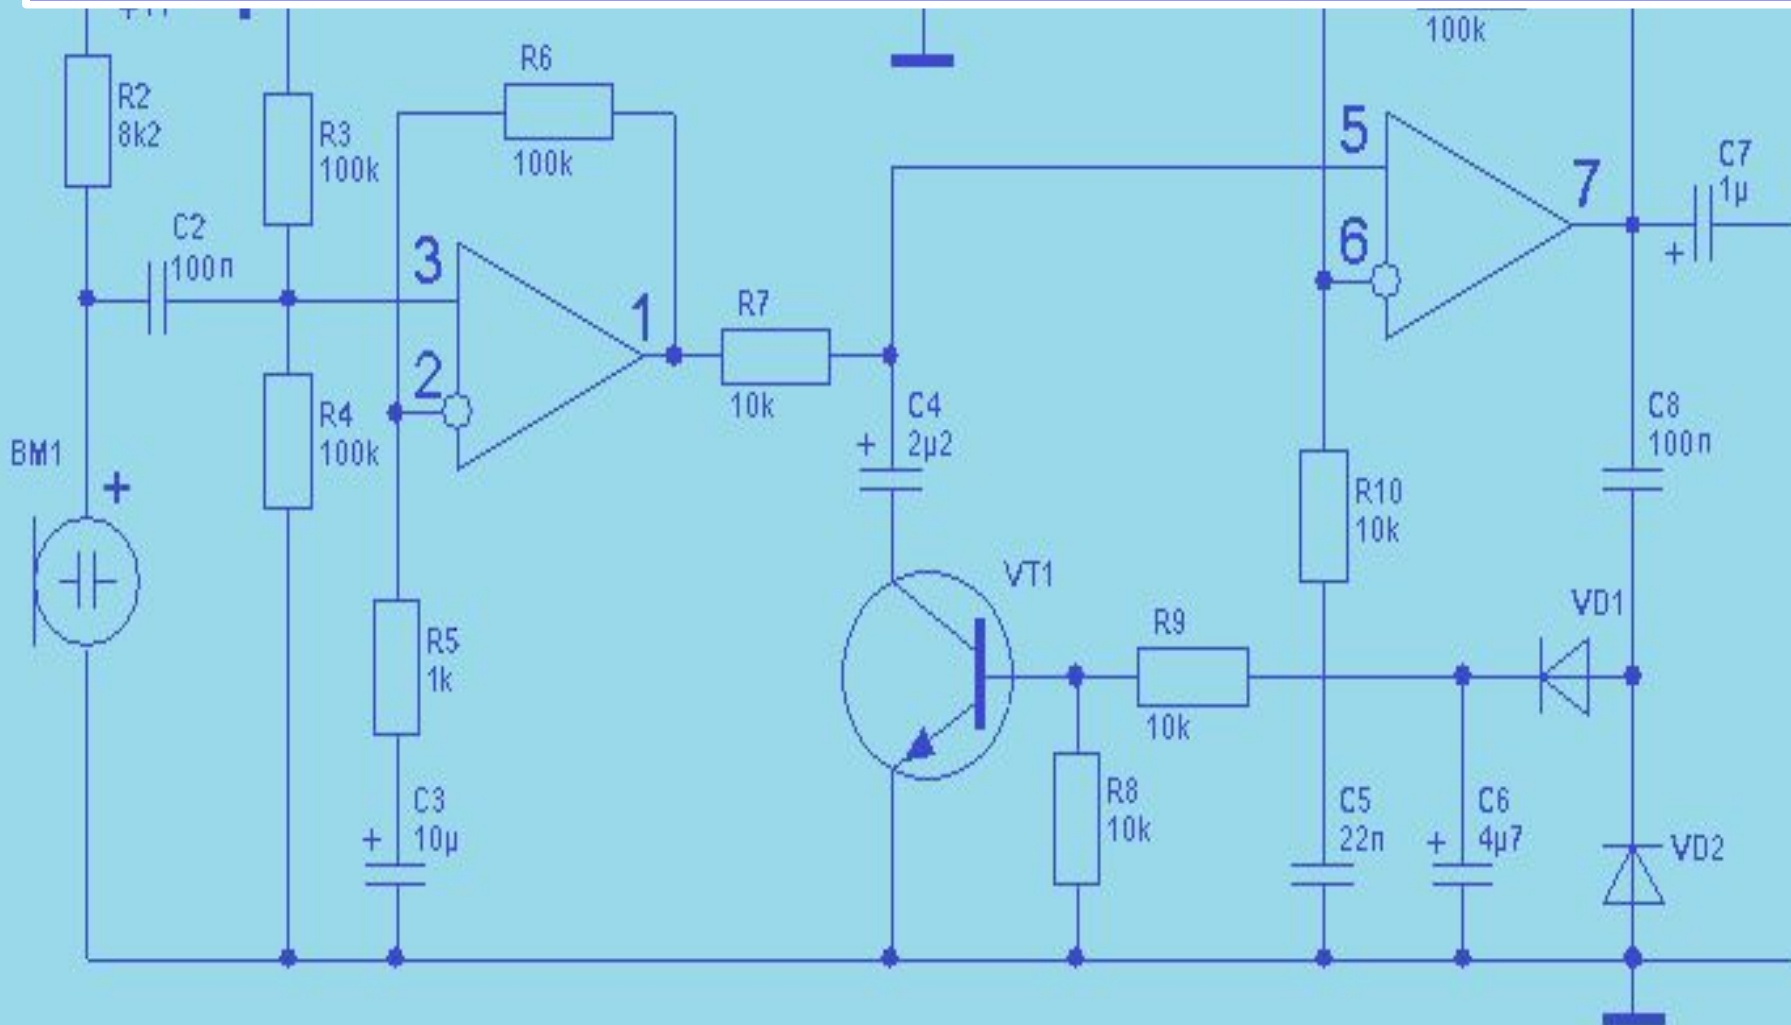 100k
R6
R2
8k2
R3
100k
100k
5
C7
1µ
7
C2
100n
3
6
1
R7
2
10k
R4
100k
C4
+
2µ2
+
C8
100n
BM1
+
R10
10k
VT1
VD1
R9
R5
1k
10k
C3
+
10µ
R8
10k
C5
22n
C6
+
4µ7
VD2